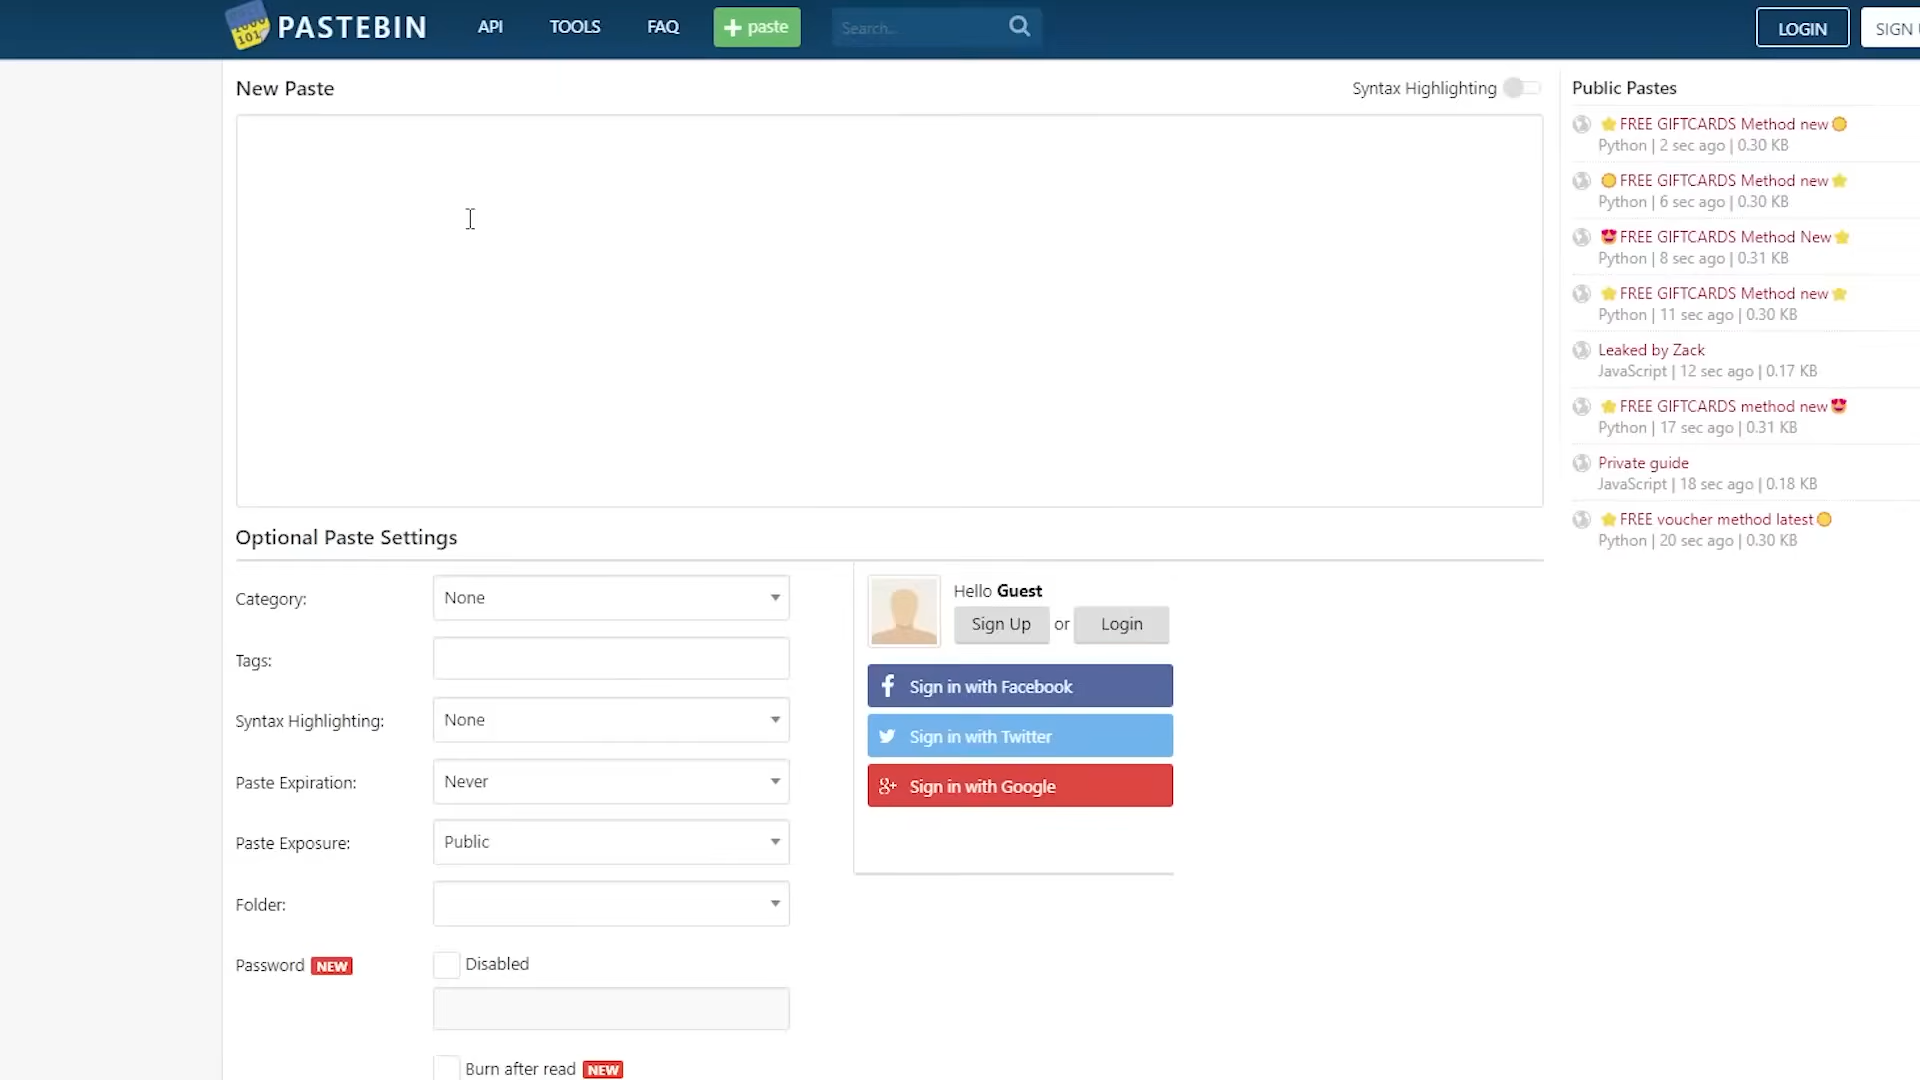 PASTEBIN API TOOLS FAQ + paste Search... LOGIN SIGN
New Paste
Syntax Highlighting
Optional Paste Settings
Category: None
Tags:
Syntax Highlighting: None
Paste Expiration: Never
Paste Exposure: Public
Folder:
Password NEW Disabled
Burn after read NEW
Hello Guest
Sign Up or Login
Sign in with Facebook
Sign in with Twitter
Sign in with Google
Public Pastes
FREE GIFTCARDS Method new
Python | 2 sec ago | 0.30 KB
FREE GIFTCARDS Method new
Python | 6 sec ago | 0.30 KB
FREE GIFTCARDS Method New
Python | 8 sec ago | 0.31 KB
FREE GIFTCARDS Method new
Python | 11 sec ago | 0.30 KB
Leaked by Zack
JavaScript | 12 sec ago | 0.17 KB
FREE GIFTCARDS method new
Python | 17 sec ago | 0.31 KB
Private guide
JavaScript | 18 sec ago | 0.18 KB
FREE voucher method latest
Python | 20 sec ago | 0.30 KB